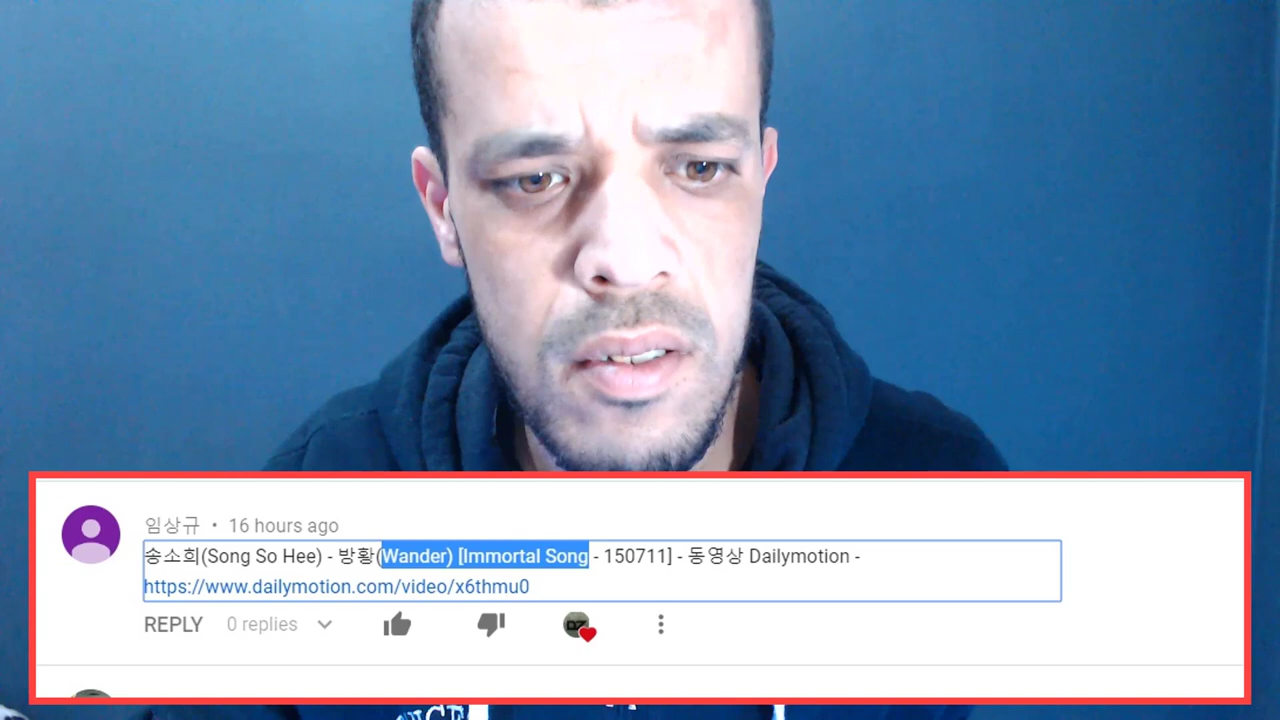 임상규 • 16 hours ago
송소희(Song So Hee) - 방황(Wander) [Immortal Song - 150711] - 동영상 Dailymotion -
https://www.dailymotion.com/video/x6thmu0
REPLY 0 replies